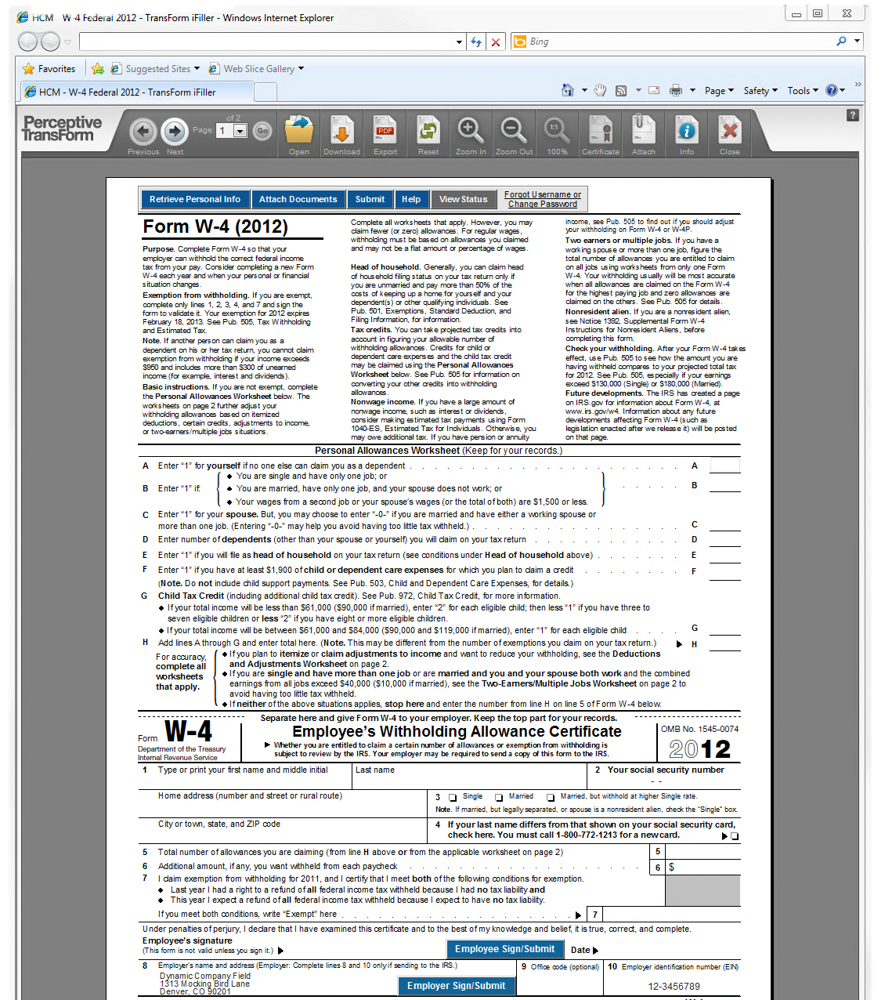 HCM W-4 Federal 2012 - TransForm iFiller - Windows Internet Explorer
Bing
Favorites Suggested Sites Web Slice Gallery
HCM - W-4 Federal 2012 - TransForm iFiller
Page Safety Tools
Perceptive
TransForm
Page: 1 of 2
Go
PDF
1:1
Previous Next Open Download Export Reset Zoom In Zoom Out 100% Certificate Attach Info Close
Retrieve Personal Info Attach Documents Submit Help View Status Forgot Username or
Change Password
Form W-4 (2012)
Purpose. Complete Form W-4 so that your
employer can withhold the correct federal income
tax from your pay. Consider completing a new Form
W-4 each year and when your personal or financial
situation changes.
Exemption from withholding. If you are exempt,
complete only lines 1, 2, 3, 4, and 7 and sign the
form to validate it. Your exemption for 2012 expires
February 18, 2013. See Pub. 505, Tax Withholding
and Estimated Tax.
Note. If another person can claim you as a
dependent on his or her tax return, you cannot claim
exemption from withholding if your income exceeds
$950 and includes more than $300 of unearned
income (for example, interest and dividends).
Basic instructions. If you are not exempt, complete
the Personal Allowances Worksheet below. The
worksheets on page 2 further adjust your
withholding allowances based on itemized
deductions, certain credits, adjustments to income,
or two-earners/multiple jobs situations.
Complete all worksheets that apply. However, you may
claim fewer (or zero) allowances. For regular wages,
withholding must be based on allowances you claimed
and may not be a flat amount or percentage of wages.
Head of household. Generally, you can claim head
of household filing status on your tax return only if
you are unmarried and pay more than 50% of the
costs of keeping up a home for yourself and your
dependent(s) or other qualifying individuals. See
Pub. 501, Exemptions, Standard Deduction, and
Filing Information, for information.
Tax credits. You can take projected tax credits into
account in figuring your allowable number of
withholding allowances. Credits for child or
dependent care expenses and the child tax credit
may be claimed using the Personal Allowances
Worksheet below. See Pub. 505 for information on
converting your other credits into withholding
allowances.
Nonwage income. If you have a large amount of
nonwage income, such as interest or dividends,
consider making estimated tax payments using Form
1040-ES, Estimated Tax for Individuals. Otherwise, you
may owe additional tax. If you have pension or annuity
income, see Pub. 505 to find out if you should adjust
your withholding on Form W-4 or W-4P.
Two earners or multiple jobs. If you have a
working spouse or more than one job, figure the
total number of allowances you are entitled to claim
on all jobs using worksheets from only one Form
W-4. Your withholding usually will be most accurate
when all allowances are claimed on the Form W-4
for the highest paying job and zero allowances are
claimed on the others. See Pub. 505 for details.
Nonresident alien. If you are a nonresident alien,
see Notice 1392, Supplemental Form W-4
Instructions for Nonresident Aliens, before
completing this form.
Check your withholding. After your Form W-4 takes
effect, use Pub. 505 to see how the amount you are
having withheld compares to your projected total tax
for 2012. See Pub. 505, especially if your earnings
exceed $130,000 (Single) or $180,000 (Married).
Future developments. The IRS has created a page
on IRS.gov for information about Form W-4, at
www.irs.gov/w4. Information about any future
developments affecting Form W-4 (such as
legislation enacted after we release it) will be posted
on that page.
Personal Allowances Worksheet (Keep for your records.)
A Enter "1" for yourself if no one else can claim you as a dependent . . . . A
• You are single and have only one job; or
B Enter "1" if: • You are married, have only one job, and your spouse does not work; or . . . . B
• Your wages from a second job or your spouse's wages (or the total of both) are $1,500 or less.
C Enter "1" for your spouse. But, you may choose to enter "-0-" if you are married and have either a working spouse or
more than one job. (Entering "-0-" may help you avoid having too little tax withheld.) . . . . C
D Enter number of dependents (other than your spouse or yourself) you will claim on your tax return . . . . D
E Enter "1" if you will file as head of household on your tax return (see conditions under Head of household above) . . . . E
F Enter "1" if you have at least $1,900 of child or dependent care expenses for which you plan to claim a credit . . . . F
(Note. Do not include child support payments. See Pub. 503, Child and Dependent Care Expenses, for details.)
G Child Tax Credit (including additional child tax credit). See Pub. 972, Child Tax Credit, for more information.
• If your total income will be less than $61,000 ($90,000 if married), enter "2" for each eligible child; then less "1" if you have three to
seven eligible children or less "2" if you have eight or more eligible children.
• If your total income will be between $61,000 and $84,000 ($90,000 and $119,000 if married), enter "1" for each eligible child . . . . G
H Add lines A through G and enter total here. (Note. This may be different from the number of exemptions you claim on your tax return.) ▶ H
For accuracy,
complete all
worksheets
that apply.
• If you plan to itemize or claim adjustments to income and want to reduce your withholding, see the Deductions
and Adjustments Worksheet on page 2.
• If you are single and have more than one job or are married and you and your spouse both work and the combined
earnings from all jobs exceed $40,000 ($10,000 if married), see the Two-Earners/Multiple Jobs Worksheet on page 2 to
avoid having too little tax withheld.
• If neither of the above situations applies, stop here and enter the number from line H on line 5 of Form W-4 below.
Separate here and give Form W-4 to your employer. Keep the top part for your records.
Form W-4
Department of the Treasury
Internal Revenue Service
Employee's Withholding Allowance Certificate
▶ Whether you are entitled to claim a certain number of allowances or exemption from withholding is
subject to review by the IRS. Your employer may be required to send a copy of this form to the IRS.
OMB No. 1545-0074
2012
1 Type or print your first name and middle initial Last name 2 Your social security number
- -
Home address (number and street or rural route) 3 Single Married Married, but withhold at higher Single rate.
Note. If married, but legally separated, or spouse is a nonresident alien, check the "Single" box.
City or town, state, and ZIP code 4 If your last name differs from that shown on your social security card,
check here. You must call 1-800-772-1213 for a new card. ▶
5 Total number of allowances you are claiming (from line H above or from the applicable worksheet on page 2) 5
6 Additional amount, if any, you want withheld from each paycheck . . . . 6 $
7 I claim exemption from withholding for 2011, and I certify that I meet both of the following conditions for exemption.
• Last year I had a right to a refund of all federal income tax withheld because I had no tax liability and
• This year I expect a refund of all federal income tax withheld because I expect to have no tax liability.
If you meet both conditions, write "Exempt" here . . . . ▶ 7
Under penalties of perjury, I declare that I have examined this certificate and to the best of my knowledge and belief, it is true, correct, and complete.
Employee's signature
(This form is not valid unless you sign it.) ▶ Employee Sign/Submit Date ▶
8 Employer's name and address (Employer: Complete lines 8 and 10 only if sending to the IRS.) 9 Office code (optional) 10 Employer identification number (EIN)
Dynamic Company Field
1313 Mocking Bird Lane
Denver, CO 90201
Employer Sign/Submit
12-3456789